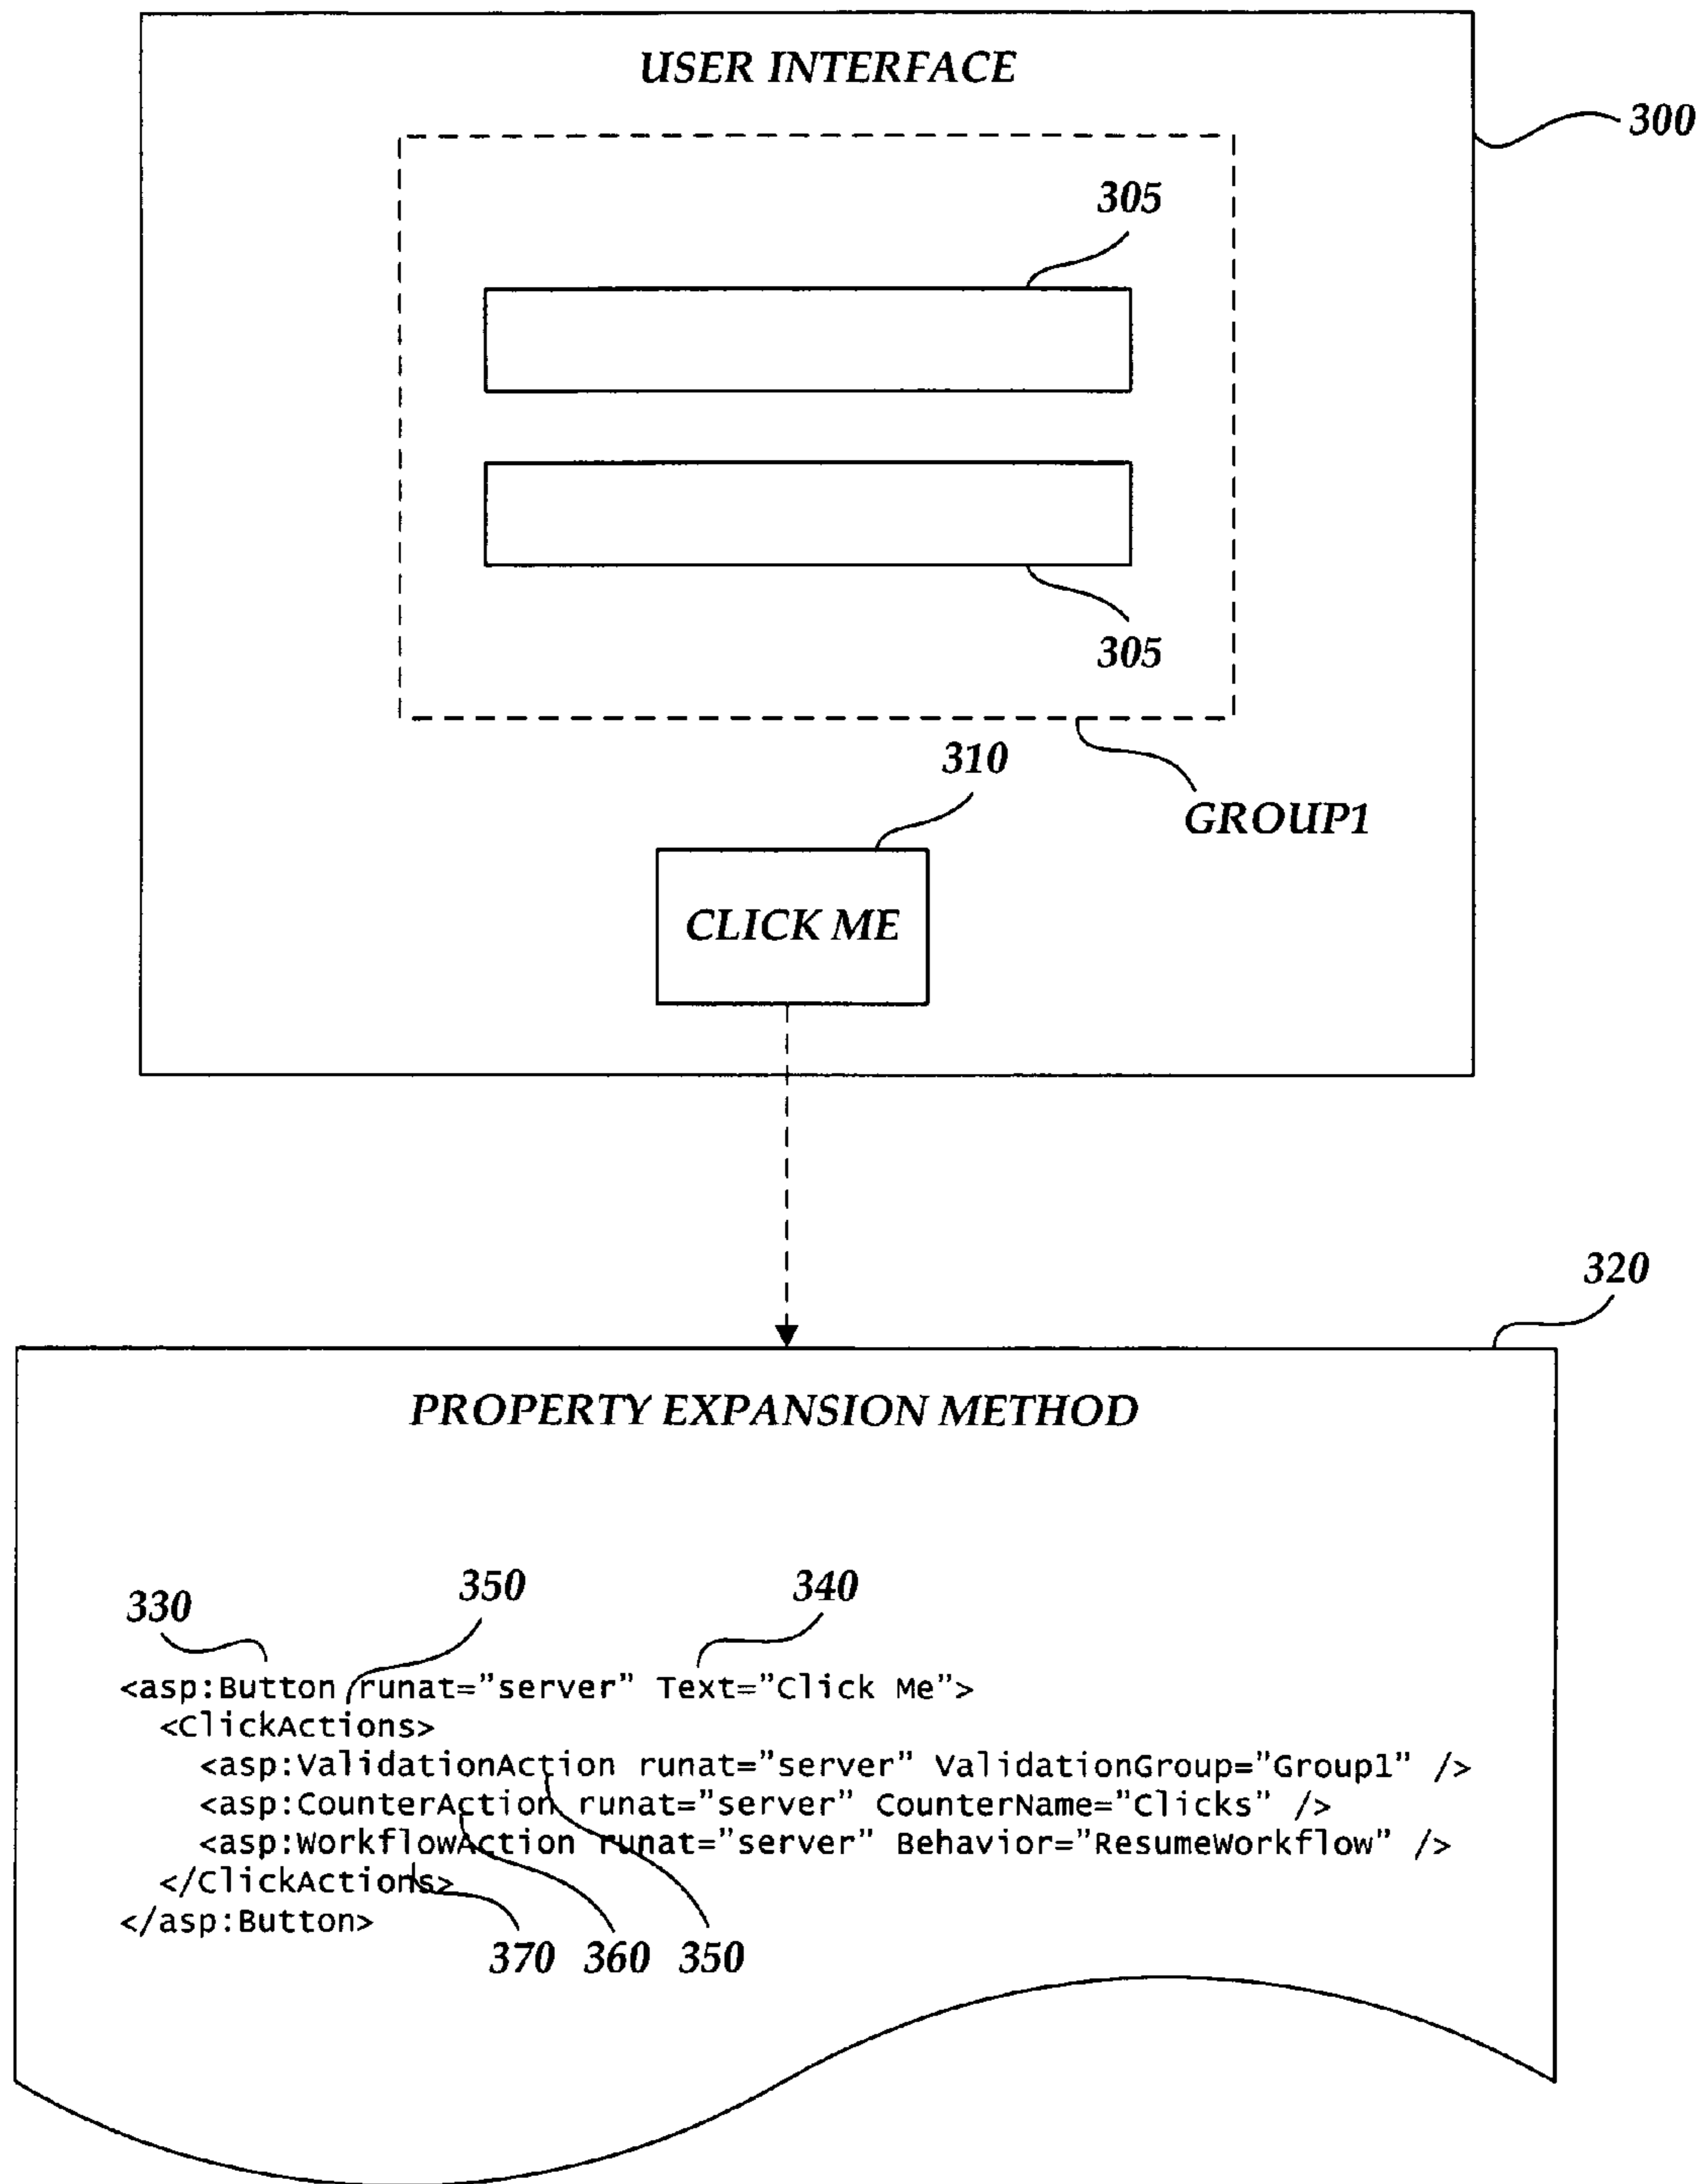 USER INTERFACE
300
305
305
310
GROUP1
CLICK ME
320
PROPERTY EXPANSION METHOD
330
350
340
<asp:Button runat="server" Text="Click Me">
<ClickActions>
<asp:ValidationAction runat="server" ValidationGroup="Group1" />
<asp:CounterAction runat="server" CounterName="Clicks" />
<asp:WorkflowAction runat="server" Behavior="ResumeWorkflow" />
</ClickActions>
</asp:Button>
370 360 350